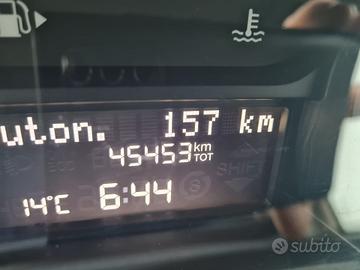 uton. 157 km
45453 km TOT
SHIFT
14°C 6:44
subito